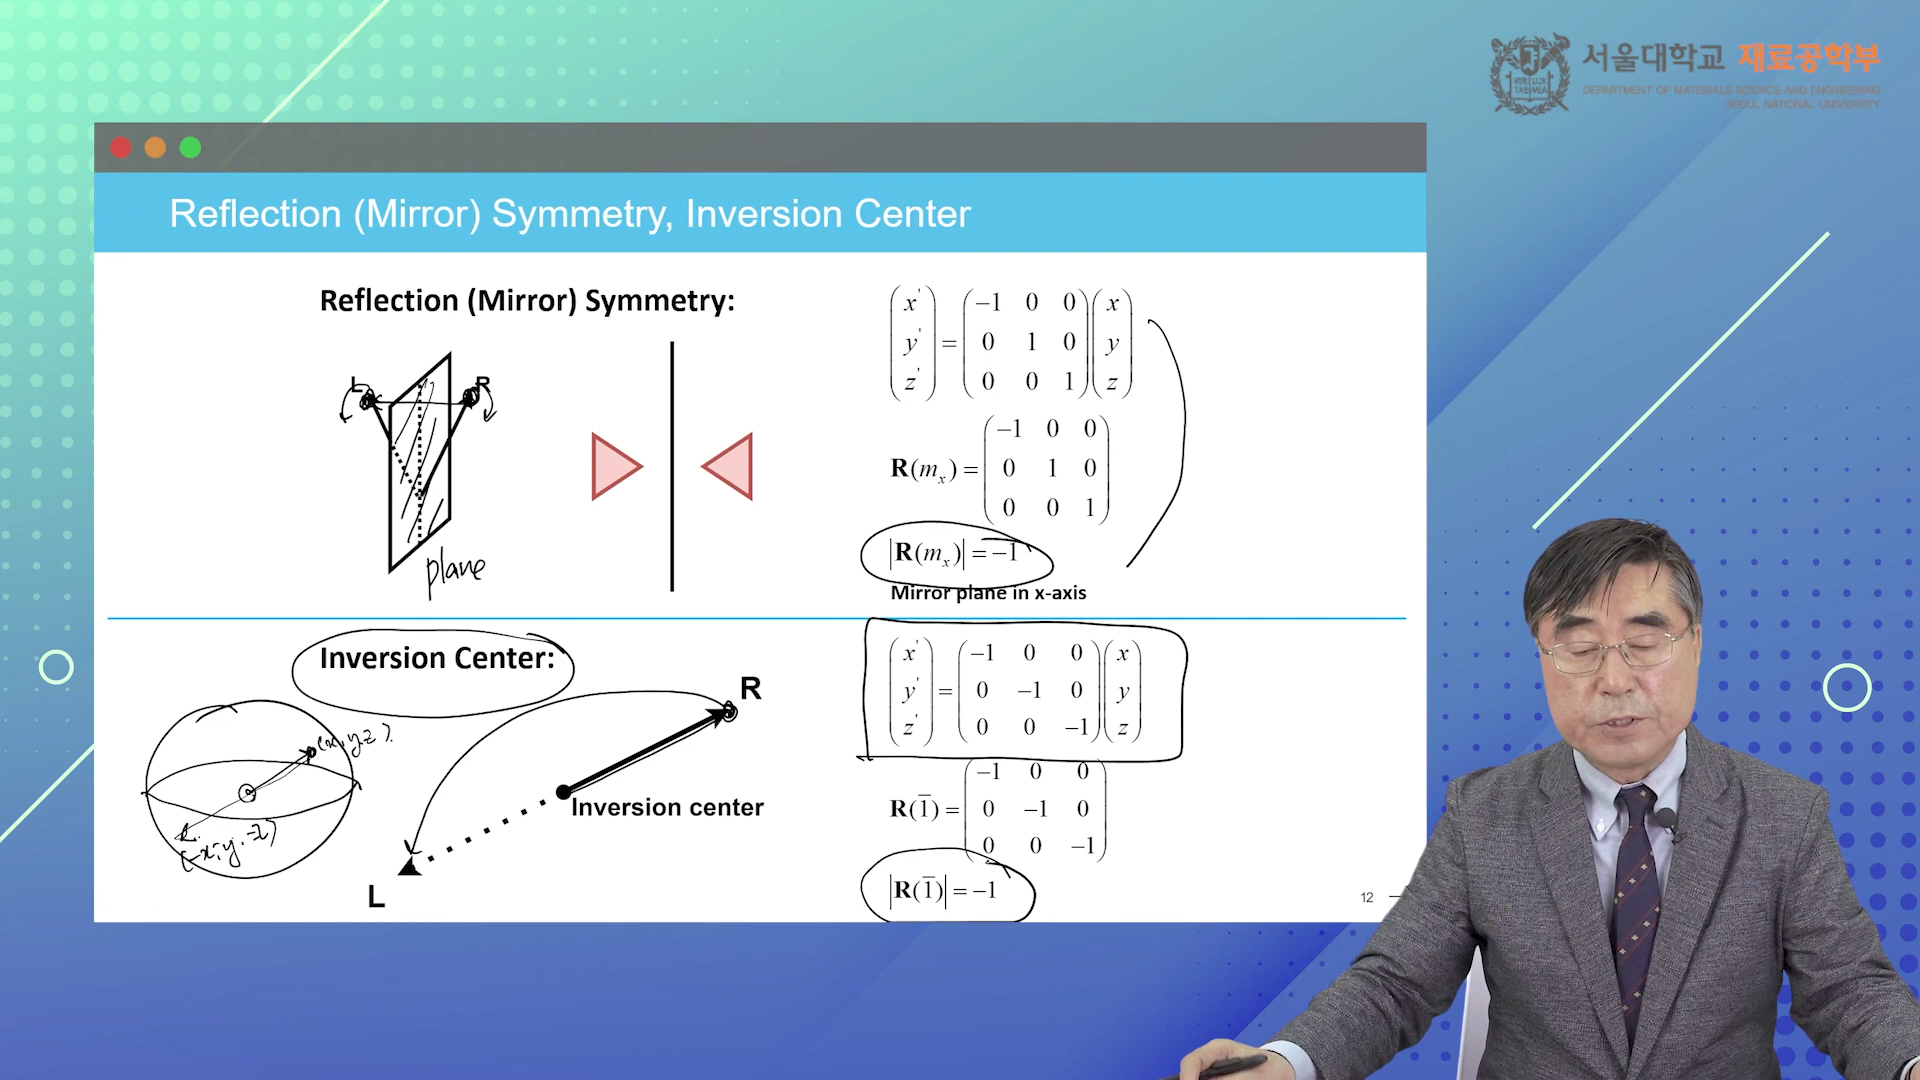 서울대학교 재료공학부
DEPARTMENT OF MATERIALS SCIENCE AND ENGINEERING
SEOUL NATIONAL UNIVERSITY
Reflection (Mirror) Symmetry, Inversion Center
Reflection (Mirror) Symmetry:
L R
plane
x' -1 0 0 x
y' = 0 1 0 y
z' 0 0 1 z
-1 0 0
R(mₓ) = 0 1 0
0 0 1
|R(mₓ)| = -1
Mirror plane in x-axis
Inversion Center:
R
(x, y, z)
Inversion center
(-x, -y, -z)
L
x' -1 0 0 x
y' = 0 -1 0 y
z' 0 0 -1 z
-1 0 0
R(1̅) = 0 -1 0
0 0 -1
|R(1̅)| = -1
12